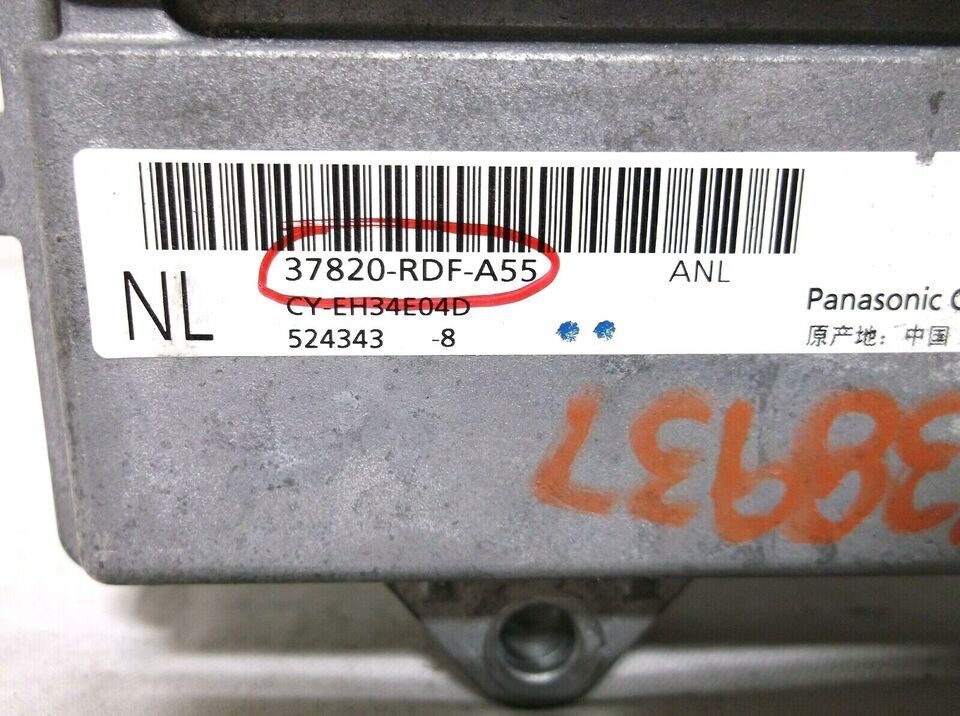 NL
37820-RDF-A55
ANL
CY-EH34E04D
524343 -8
Panasonic
原产地：中国
38937